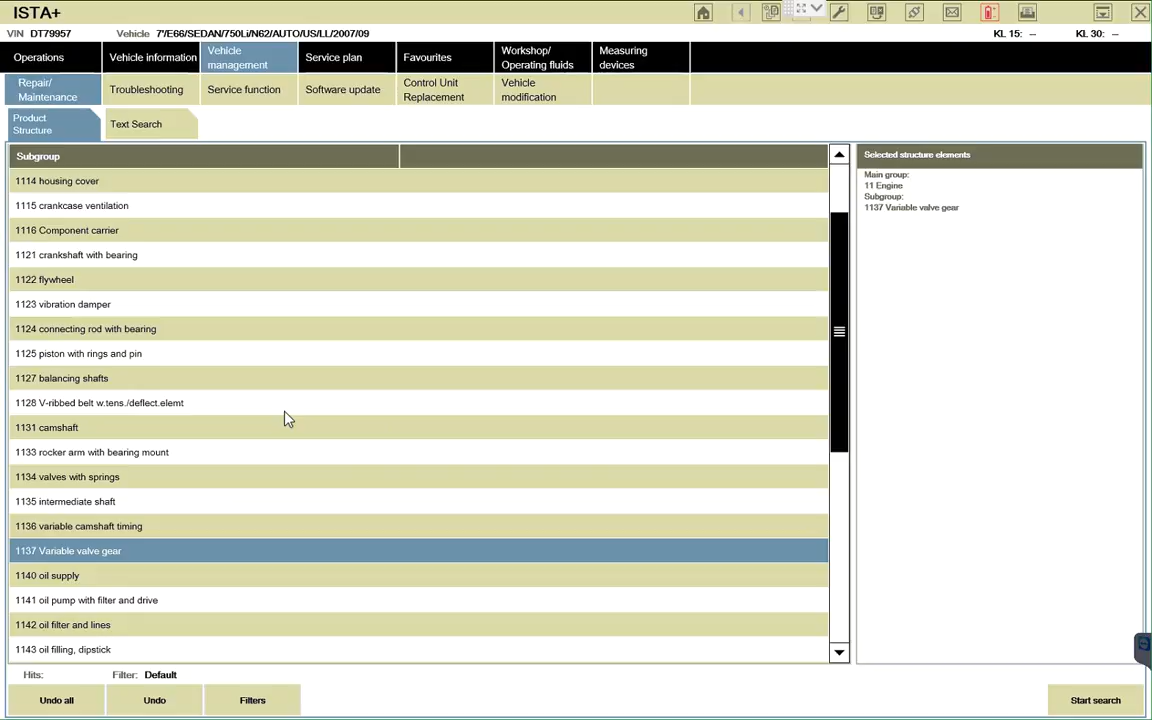 ISTA+
VIN DT79957 Vehicle 7'/E66/SEDAN/750Li/N62/AUTO/US/LL/2007/09 KL 15: -- KL 30: --
Operations
Vehicle information
Vehicle
management
Service plan
Favourites
Workshop/
Operating fluids
Measuring
devices
Repair/
Maintenance
Troubleshooting
Service function
Software update
Control Unit
Replacement
Vehicle
modification
Product
Structure
Text Search
Subgroup
1114 housing cover
1115 crankcase ventilation
1116 Component carrier
1121 crankshaft with bearing
1122 flywheel
1123 vibration damper
1124 connecting rod with bearing
1125 piston with rings and pin
1127 balancing shafts
1128 V-ribbed belt w.tens./deflect.elemt
1131 camshaft
1133 rocker arm with bearing mount
1134 valves with springs
1135 intermediate shaft
1136 variable camshaft timing
1137 Variable valve gear
1140 oil supply
1141 oil pump with filter and drive
1142 oil filter and lines
1143 oil filling, dipstick
Selected structure elements
Main group:
11 Engine
Subgroup:
1137 Variable valve gear
Hits: Filter: Default
Undo all Undo Filters Start search